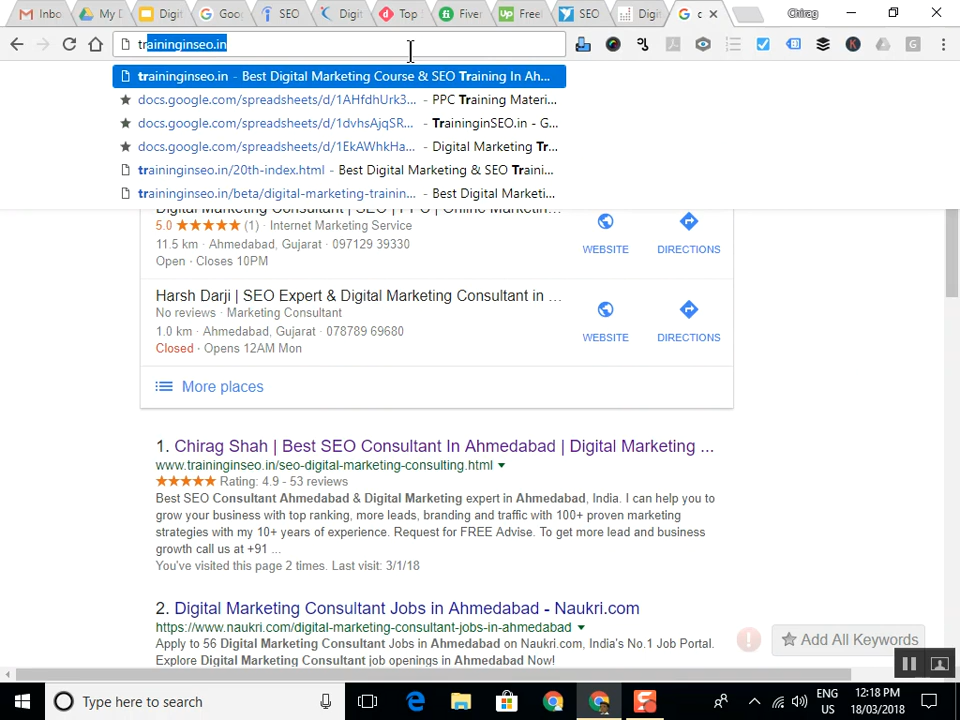 Inbo
My D
Digit
Goo
SEO
Digit
Top
Fiver
Free
SEO
Digit
Chirag
traininginseo.in
traininginseo.in - Best Digital Marketing Course & SEO Training In Ah...
docs.google.com/spreadsheets/d/1AHfdhUrk3... - PPC Training Materi...
docs.google.com/spreadsheets/d/1dvhsAjqSR... - TraininginSEO.in - G...
docs.google.com/spreadsheets/d/1EkAWhkHa... - Digital Marketing Tr...
traininginseo.in/20th-index.html - Best Digital Marketing & SEO Traini...
traininginseo.in/beta/digital-marketing-trainin... - Best Digital Marketi...
Digital Marketing Consultant | SEO | PPC | Online Marketin...
5.0 ★★★★★ (1) · Internet Marketing Service
11.5 km · Ahmedabad, Gujarat · 097129 39330
Open · Closes 10PM
WEBSITE
DIRECTIONS
Harsh Darji | SEO Expert & Digital Marketing Consultant in ...
No reviews · Marketing Consultant
1.0 km · Ahmedabad, Gujarat · 078789 69680
Closed · Opens 12AM Mon
WEBSITE
DIRECTIONS
More places
1. Chirag Shah | Best SEO Consultant In Ahmedabad | Digital Marketing ...
www.traininginseo.in/seo-digital-marketing-consulting.html
★★★★★ Rating: 4.9 - 53 reviews
Best SEO Consultant Ahmedabad & Digital Marketing expert in Ahmedabad, India. I can help you to
grow your business with top ranking, more leads, branding and traffic with 100+ proven marketing
strategies with my 10+ years of experience. Request for FREE Advise. To get more lead and business
growth call us at +91 ...
You've visited this page 2 times. Last visit: 3/1/18
2. Digital Marketing Consultant Jobs in Ahmedabad - Naukri.com
https://www.naukri.com/digital-marketing-consultant-jobs-in-ahmedabad
Apply to 56 Digital Marketing Consultant Jobs in Ahmedabad on Naukri.com, India's No.1 Job Portal.
Explore Digital Marketing Consultant job openings in Ahmedabad Now!
Add All Keywords
Type here to search
ENG
US
12:18 PM
18/03/2018